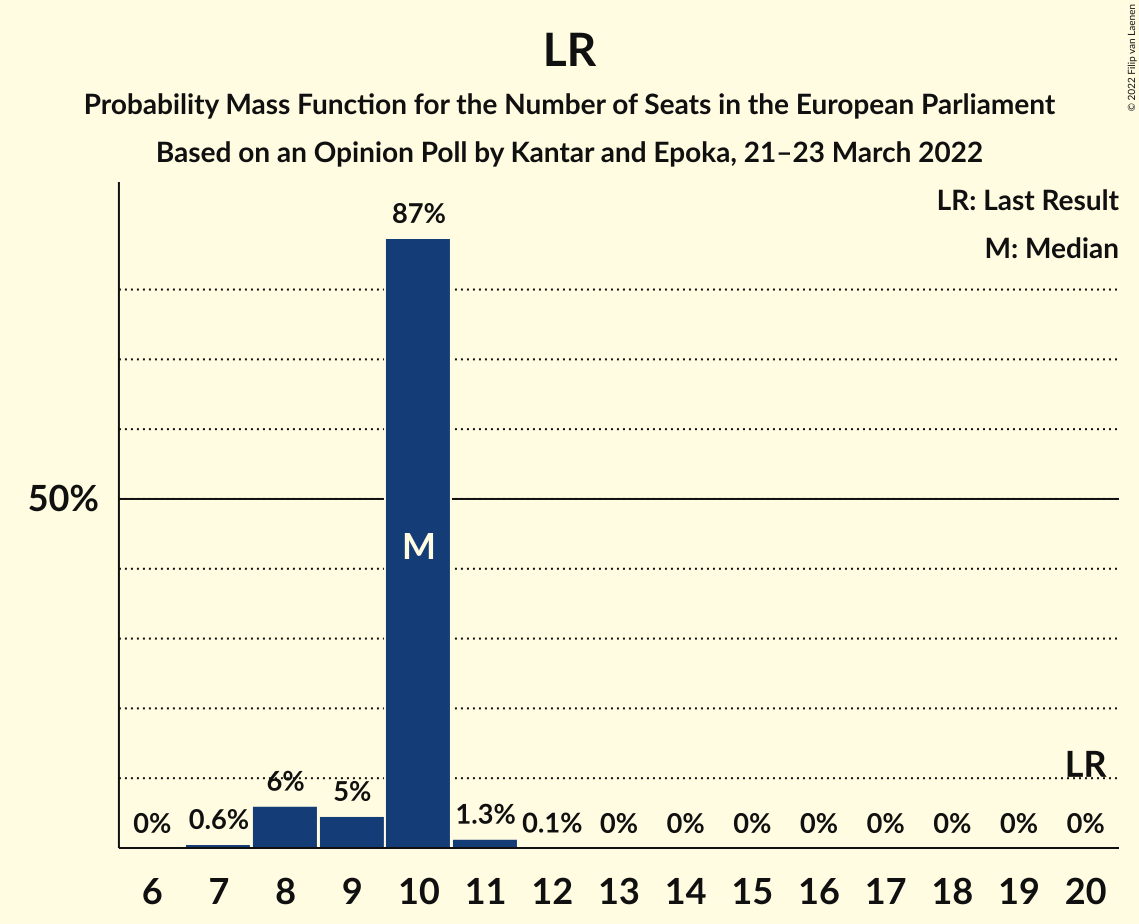 LR
Probability Mass Function for the Number of Seats in the European Parliament
Based on an Opinion Poll by Kantar and Epoka, 21–23 March 2022
© 2022 Filip van Laenen
LR: Last Result
M: Median
87%
50%
M
LR
0% 0.6% 6% 5% 1.3% 0.1% 0% 0% 0% 0% 0% 0% 0% 0%
6 7 8 9 10 11 12 13 14 15 16 17 18 19 20